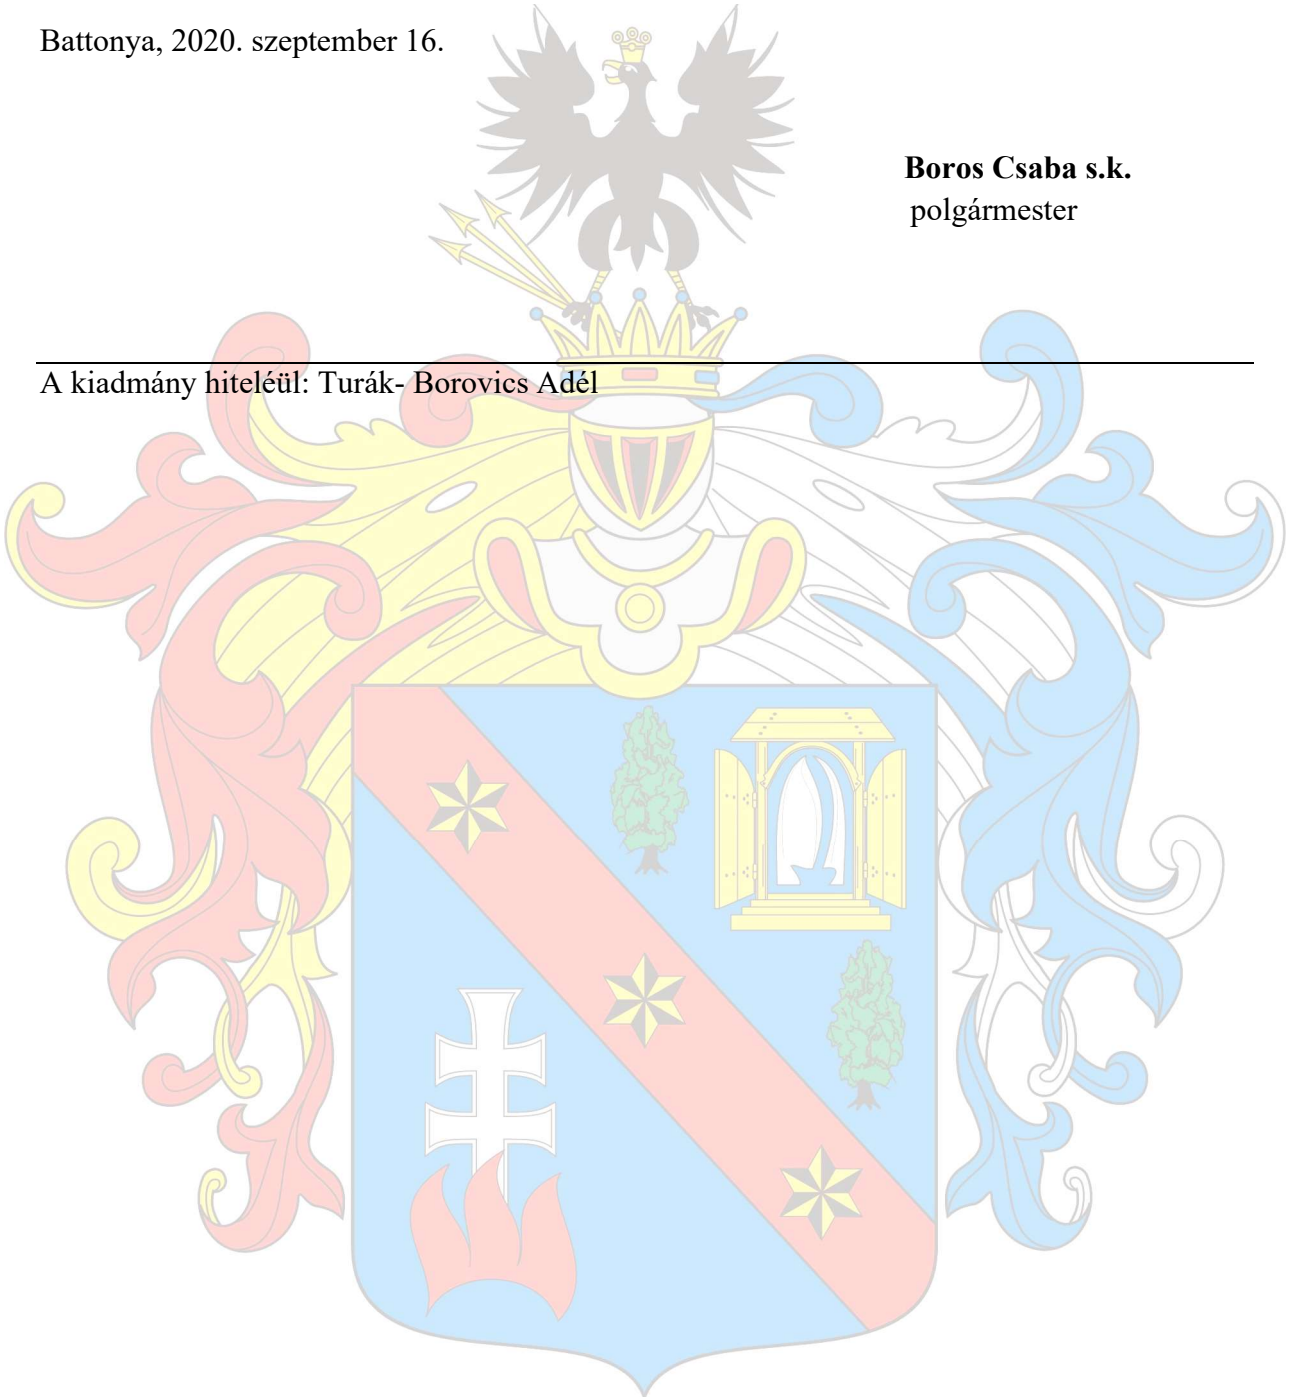 Battonya, 2020. szeptember 16.
Boros Csaba s.k.
polgármester
A kiadmány hiteléül: Turák- Borovics Adél